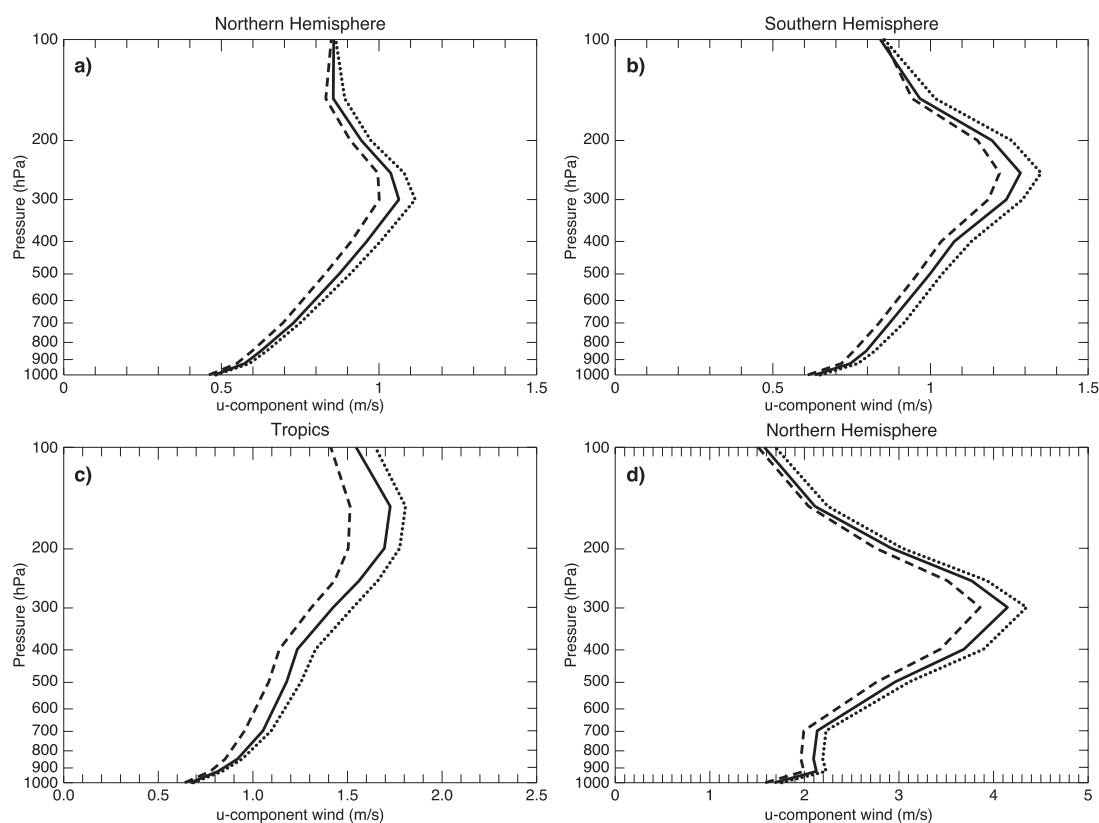 Northern Hemisphere
a)
Pressure (hPa)
100
200
300
400
500
600
700
800
900
1000
0 0.5 1 1.5
u-component wind (m/s)
Southern Hemisphere
b)
Pressure (hPa)
100
200
300
400
500
600
700
800
900
1000
0 0.5 1 1.5
u-component wind (m/s)
Tropics
c)
Pressure (hPa)
100
200
300
400
500
700
800
900
1000
0.0 0.5 1.0 1.5 2.0 2.5
u-component wind (m/s)
Northern Hemisphere
d)
Pressure (hPa)
100
200
300
400
500
700
800
900
1000
0 1 2 3 4 5
u-component wind (m/s)